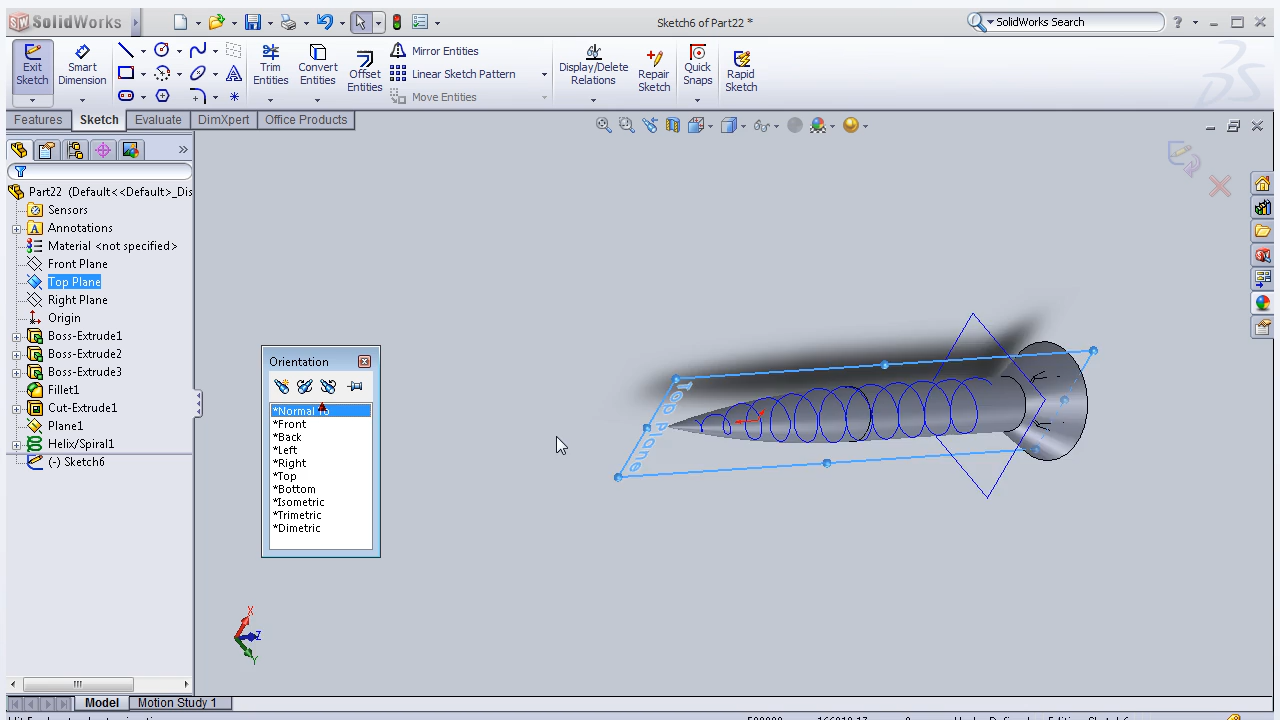 SolidWorks
Sketch6 of Part22 *
SolidWorks Search
Exit Sketch
Smart Dimension
Trim Entities
Convert Entities
Offset Entities
Mirror Entities
Linear Sketch Pattern
Move Entities
Display/Delete Relations
Repair Sketch
Quick Snaps
Rapid Sketch
Features
Sketch
Evaluate
DimXpert
Office Products
Part22 (Default<<Default>_Dis
Sensors
Annotations
Material <not specified>
Front Plane
Top Plane
Right Plane
Origin
Boss-Extrude1
Boss-Extrude2
Boss-Extrude3
Fillet1
Cut-Extrude1
Plane1
Helix/Spiral1
(-) Sketch6
Orientation
*Normal To
*Front
*Back
*Left
*Right
*Top
*Bottom
*Isometric
*Trimetric
*Dimetric
Top Plane
X
Z
Y
Model
Motion Study 1